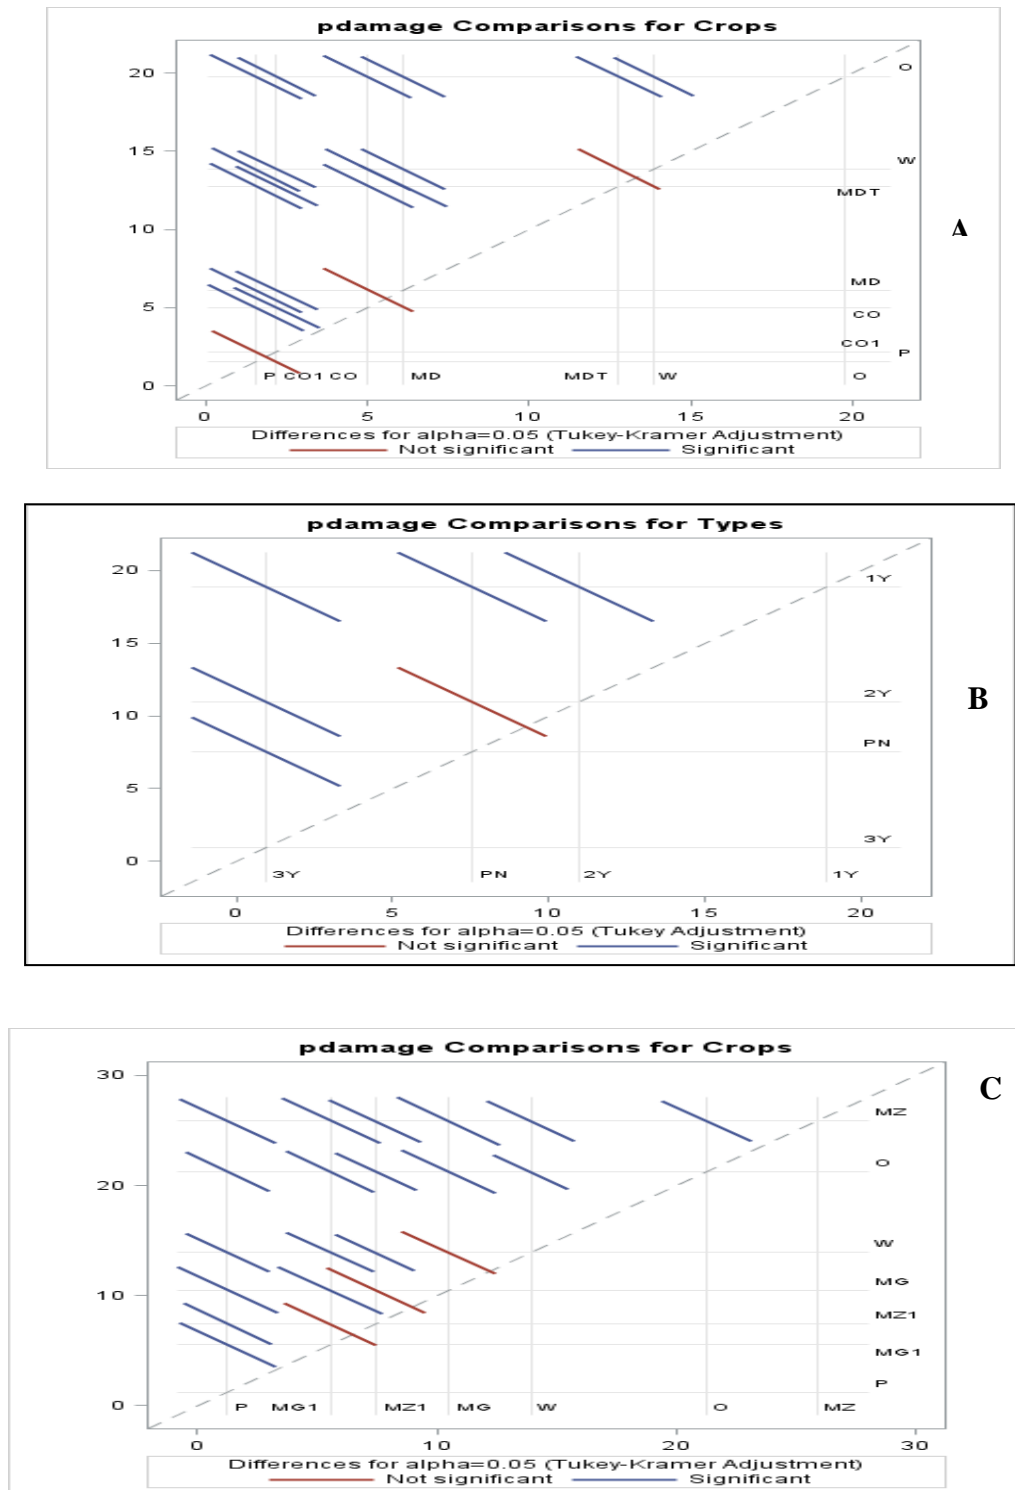 pdamage Comparisons for Crops
20
15
10
5
0
O
W
MDT
MD
CO
CO1
P
P CO1 CO MD MDT W O
0 5 10 15 20
Differences for alpha=0.05 (Tukey-Kramer Adjustment)
Not significant Significant
A
pdamage Comparisons for Types
20
15
10
5
0
1Y
2Y
PN
3Y
3Y PN 2Y 1Y
0 5 10 15 20
Differences for alpha=0.05 (Tukey Adjustment)
Not significant Significant
B
pdamage Comparisons for Crops
30
20
10
0
MZ
O
W
MG
MZ1
MG1
P
P MG1 MZ1 MG W O MZ
0 10 20 30
Differences for alpha=0.05 (Tukey-Kramer Adjustment)
Not significant Significant
C